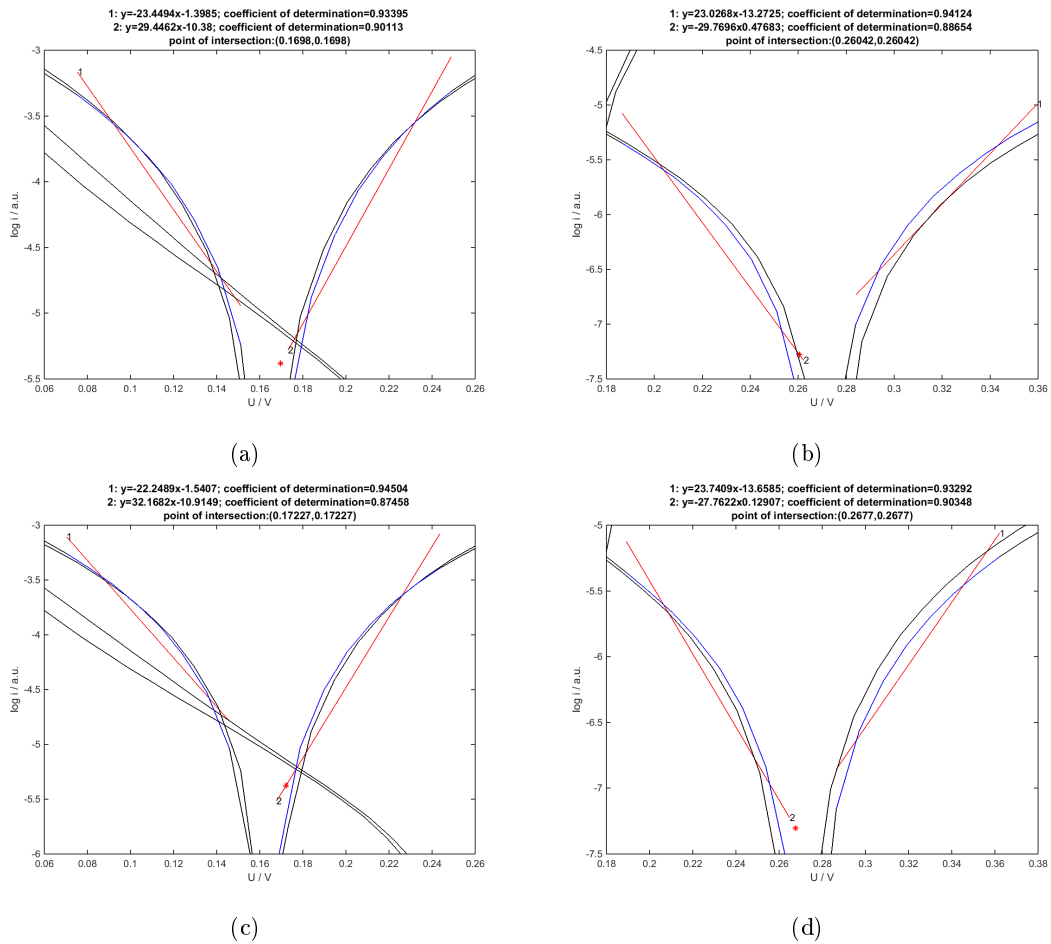 1: y=-23.4494x-1.3985; coefficient of determination=0.93395
2: y=29.4462x-10.38; coefficient of determination=0.90113
point of intersection:(0.1698,0.1698)
-3
-3.5
-4
-4.5
-5
-5.5
log i / a.u.
1
2
0.06 0.08 0.1 0.12 0.14 0.16 0.18 0.2 0.22 0.24 0.26
U / V
(a)
1: y=23.0268x-13.2725; coefficient of determination=0.94124
2: y=-29.7696x0.47683; coefficient of determination=0.88654
point of intersection:(0.26042,0.26042)
-4.5
-5
-5.5
-6
-6.5
-7
-7.5
log i / a.u.
1
2
0.18 0.2 0.22 0.24 0.26 0.28 0.3 0.32 0.34 0.36
U / V
(b)
1: y=-22.2489x-1.5407; coefficient of determination=0.94504
2: y=32.1682x-10.9149; coefficient of determination=0.87458
point of intersection:(0.17227,0.17227)
-3
-3.5
-4
-4.5
-5
-5.5
-6
log i / a.u.
1
2
0.06 0.08 0.1 0.12 0.14 0.16 0.18 0.2 0.22 0.24 0.26
U / V
(c)
1: y=23.7409x-13.6585; coefficient of determination=0.93292
2: y=-27.7622x0.12907; coefficient of determination=0.90348
point of intersection:(0.2677,0.2677)
-5
-5.5
-6
-6.5
-7
-7.5
log i / a.u.
1
2
0.18 0.2 0.22 0.24 0.26 0.28 0.3 0.32 0.34 0.36 0.38
U / V
(d)